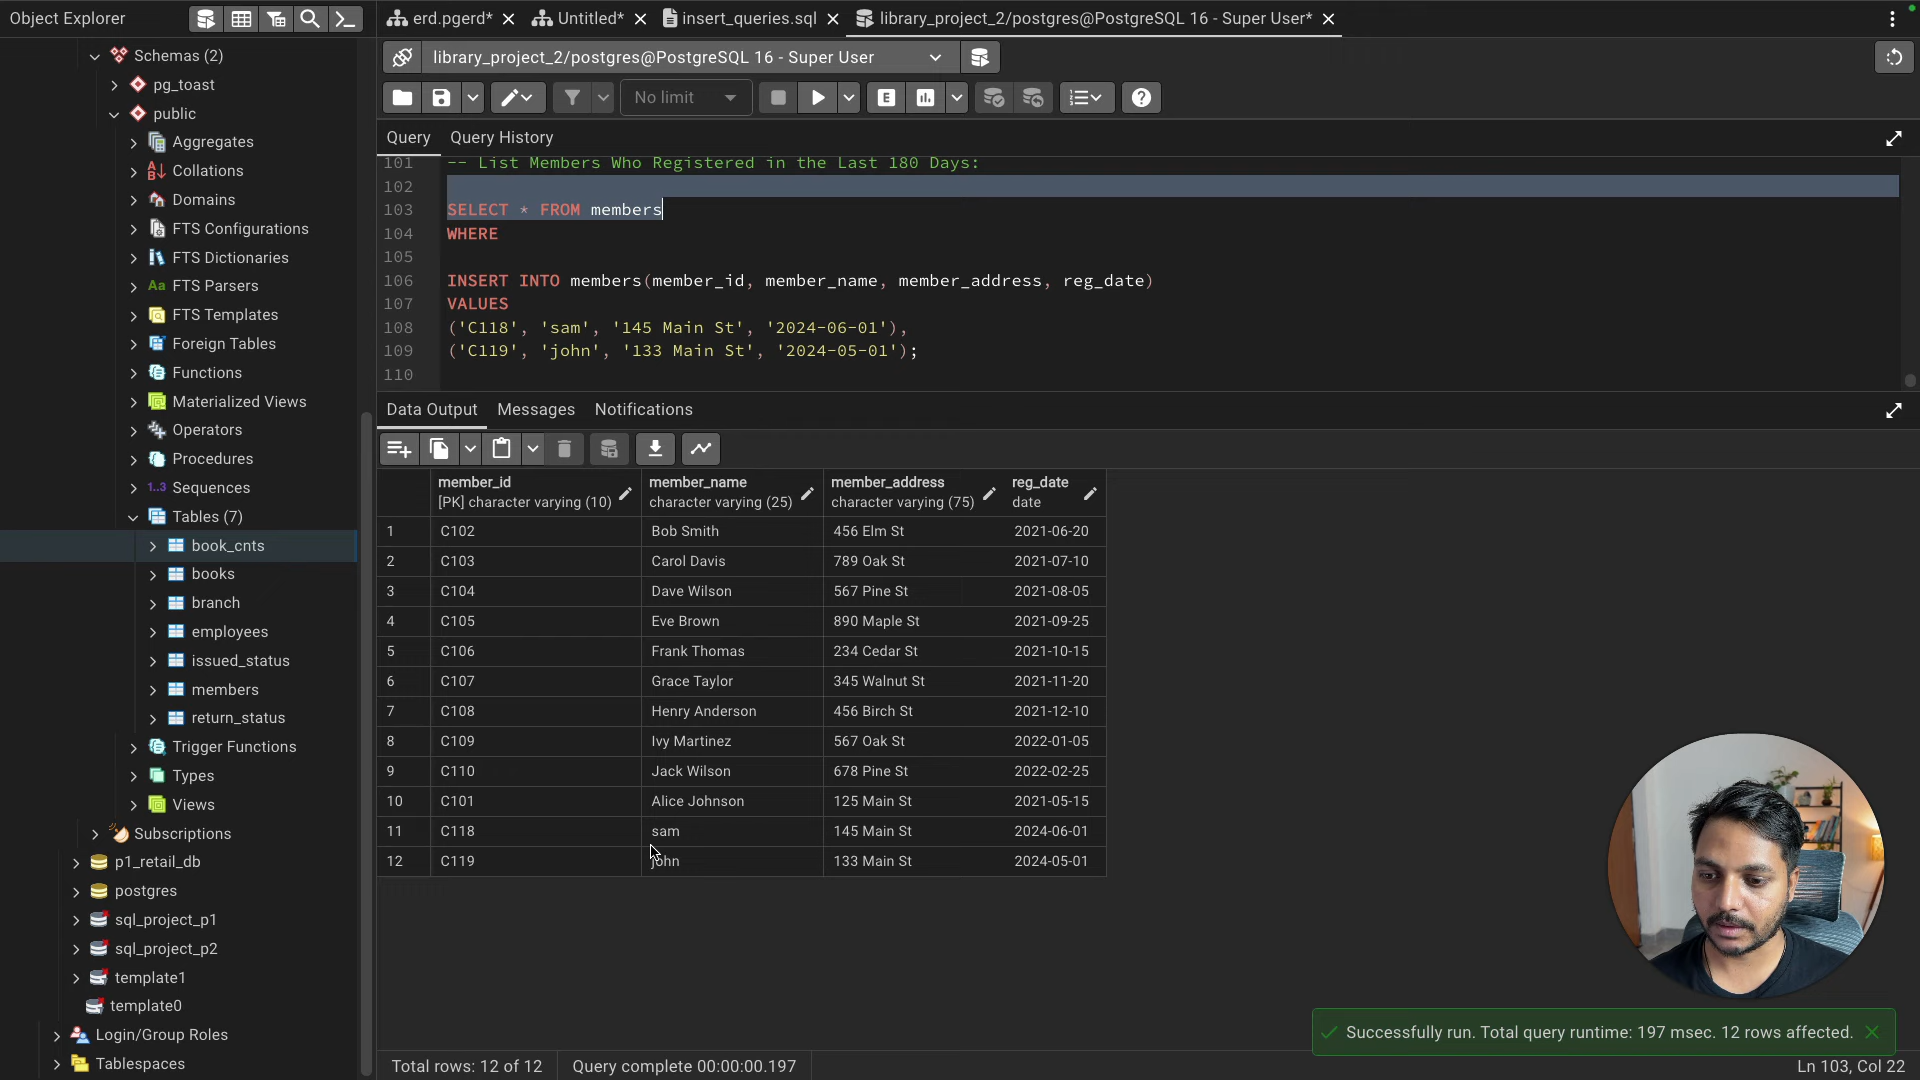 Object Explorer
erd.pgerd*
Untitled*
insert_queries.sql
library_project_2/postgres@PostgreSQL 16 - Super User*
library_project_2/postgres@PostgreSQL 16 - Super User
No limit
E
Query
Query History
Schemas (2)
pg_toast
public
Aggregates
Collations
Domains
FTS Configurations
FTS Dictionaries
FTS Parsers
FTS Templates
Foreign Tables
Functions
Materialized Views
Operators
Procedures
Sequences
Tables (7)
book_cnts
books
branch
employees
issued_status
members
return_status
Trigger Functions
Types
Views
Subscriptions
p1_retail_db
postgres
sql_project_p1
sql_project_p2
template1
template0
Login/Group Roles
Tablespaces
101 -- List Members Who Registered in the Last 180 Days:
102
103 SELECT * FROM members
104 WHERE
105
106 INSERT INTO members(member_id, member_name, member_address, reg_date)
107 VALUES
108 ('C118', 'sam', '145 Main St', '2024-06-01'),
109 ('C119', 'john', '133 Main St', '2024-05-01');
110
Data Output Messages Notifications
member_id member_name member_address reg_date
[PK] character varying (10) character varying (25) character varying (75) date
1 C102 Bob Smith 456 Elm St 2021-06-20
2 C103 Carol Davis 789 Oak St 2021-07-10
3 C104 Dave Wilson 567 Pine St 2021-08-05
4 C105 Eve Brown 890 Maple St 2021-09-25
5 C106 Frank Thomas 234 Cedar St 2021-10-15
6 C107 Grace Taylor 345 Walnut St 2021-11-20
7 C108 Henry Anderson 456 Birch St 2021-12-10
8 C109 Ivy Martinez 567 Oak St 2022-01-05
9 C110 Jack Wilson 678 Pine St 2022-02-25
10 C101 Alice Johnson 125 Main St 2021-05-15
11 C118 sam 145 Main St 2024-06-01
12 C119 john 133 Main St 2024-05-01
Successfully run. Total query runtime: 197 msec. 12 rows affected.
Total rows: 12 of 12
Query complete 00:00:00.197
Ln 103, Col 22